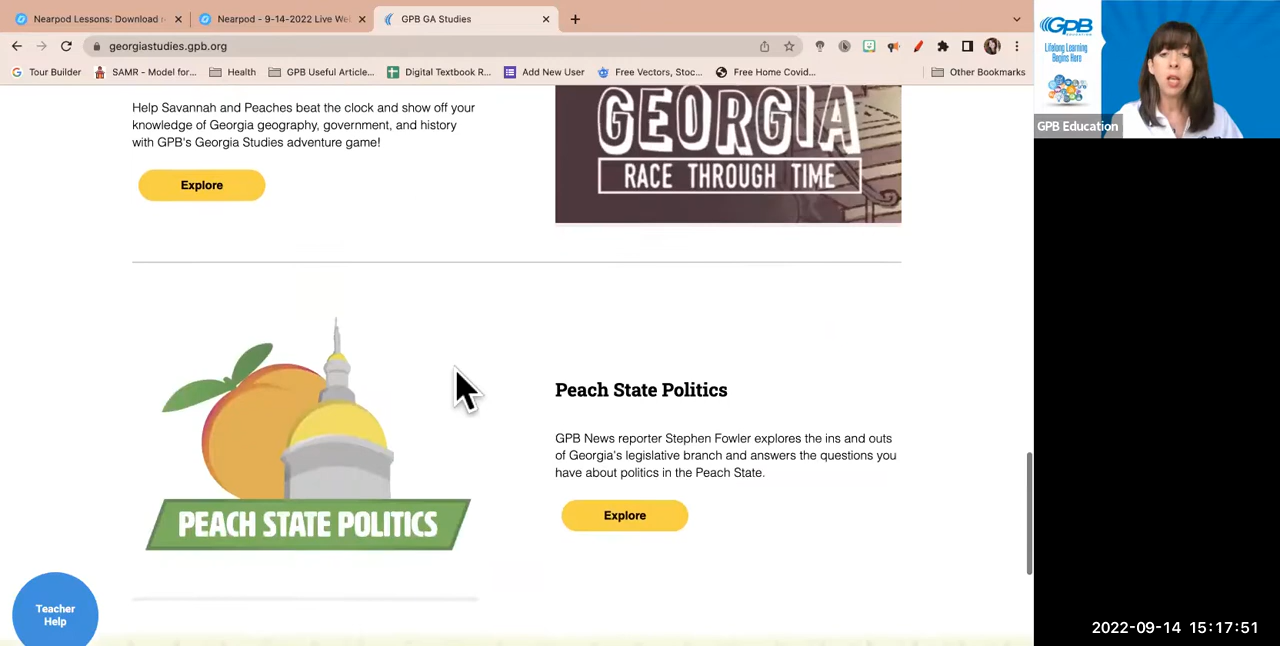 Nearpod Lessons: Download
Nearpod - 9-14-2022 Live We
GPB GA Studies
georgiastudies.gpb.org
Tour Builder
SAMR - Model for...
Health
GPB Useful Article...
Digital Textbook R...
Add New User
Free Vectors, Stoc...
Free Home Covid...
Other Bookmarks
Help Savannah and Peaches beat the clock and show off your
knowledge of Georgia geography, government, and history
with GPB's Georgia Studies adventure game!
Explore
GEORGIA
RACE THROUGH TIME
PEACH STATE POLITICS
Peach State Politics
GPB News reporter Stephen Fowler explores the ins and outs
of Georgia's legislative branch and answers the questions you
have about politics in the Peach State.
Explore
Teacher
Help
GPB
EDUCATION
Lifelong Learning
Begins Here
GPB Education
2022-09-14 15:17:51